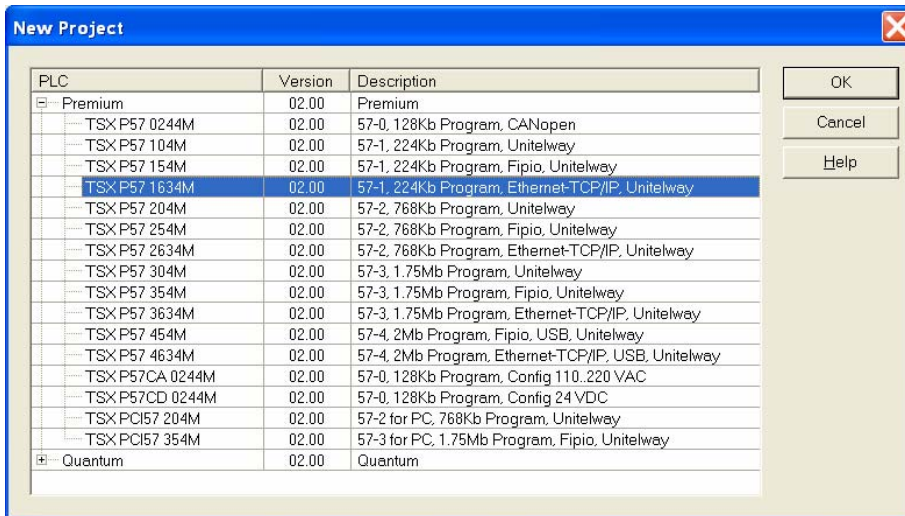 New Project
PLC Version Description
Premium 02.00 Premium
TSX P57 0244M 02.00 57-0, 128Kb Program, CANopen
TSX P57 104M 02.00 57-1, 224Kb Program, Unitelway
TSX P57 154M 02.00 57-1, 224Kb Program, Fipio, Unitelway
TSX P57 1634M 02.00 57-1, 224Kb Program, Ethernet-TCP/IP, Unitelway
TSX P57 204M 02.00 57-2, 768Kb Program, Unitelway
TSX P57 254M 02.00 57-2, 768Kb Program, Fipio, Unitelway
TSX P57 2634M 02.00 57-2, 768Kb Program, Ethernet-TCP/IP, Unitelway
TSX P57 304M 02.00 57-3, 1.75Mb Program, Unitelway
TSX P57 354M 02.00 57-3, 1.75Mb Program, Fipio, Unitelway
TSX P57 3634M 02.00 57-3, 1.75Mb Program, Ethernet-TCP/IP, Unitelway
TSX P57 454M 02.00 57-4, 2Mb Program, Fipio, USB, Unitelway
TSX P57 4634M 02.00 57-4, 2Mb Program, Ethernet-TCP/IP, USB, Unitelway
TSX P57CA 0244M 02.00 57-0, 128Kb Program, Config 110..220 VAC
TSX P57CD 0244M 02.00 57-0, 128Kb Program, Config 24 VDC
TSX PCI57 204M 02.00 57-2 for PC, 768Kb Program, Unitelway
TSX PCI57 354M 02.00 57-3 for PC, 1.75Mb Program, Fipio, Unitelway
Quantum 02.00 Quantum
OK
Cancel
Help